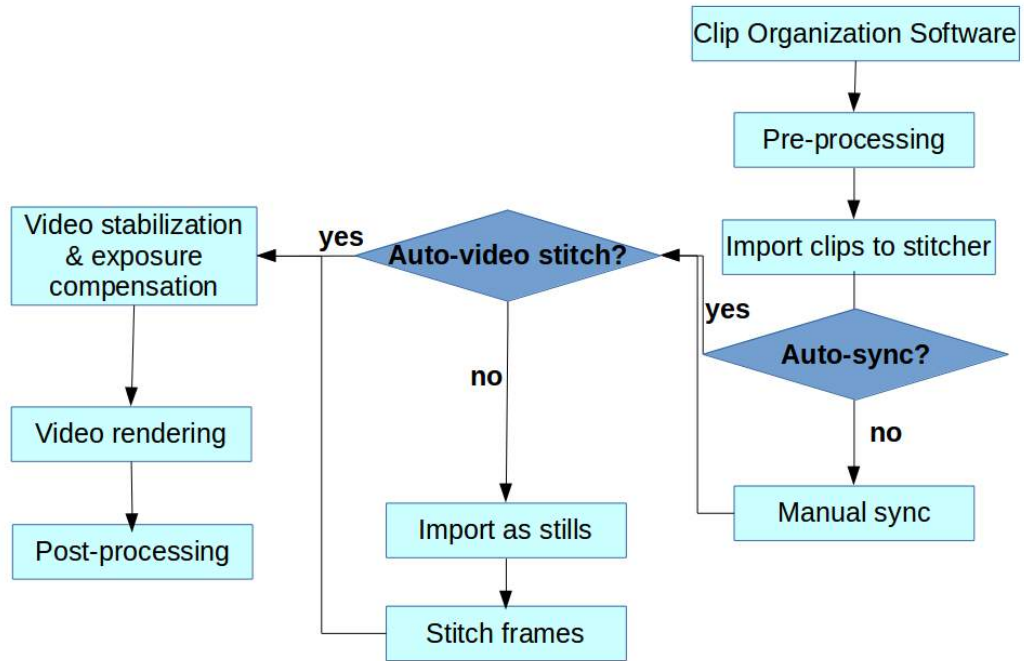 Clip Organization Software
Pre-processing
Import clips to stitcher
Auto-sync?
yes
no
Manual sync
Auto-video stitch?
yes
no
Import as stills
Stitch frames
Video stabilization
& exposure
compensation
Video rendering
Post-processing